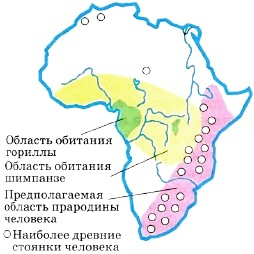 Область обитания
гориллы
Область обитания
шимпанзе
Предполагаемая
область прародины
человека
Наиболее древние
стоянки человека